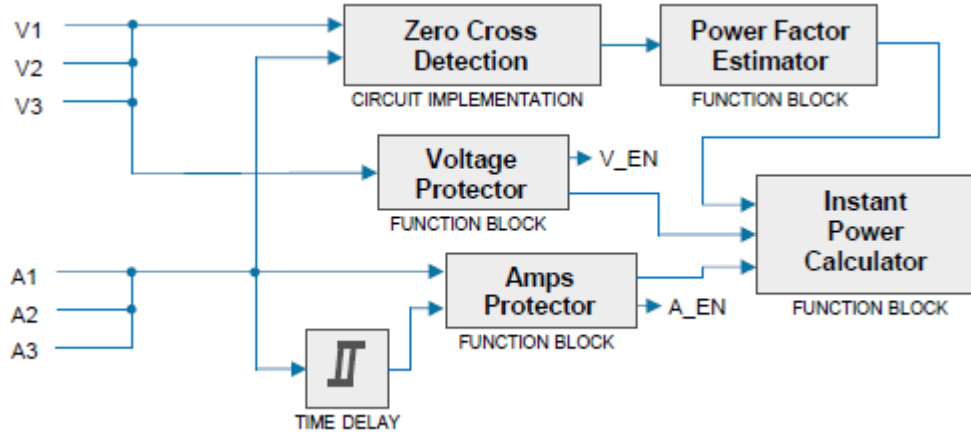 V1
V2
V3
Zero Cross
Detection
CIRCUIT IMPLEMENTATION
Power Factor
Estimator
FUNCTION BLOCK
Voltage
Protector
FUNCTION BLOCK
V_EN
Instant
Power
Calculator
FUNCTION BLOCK
A1
A2
A3
Amps
Protector
FUNCTION BLOCK
A_EN
TIME DELAY